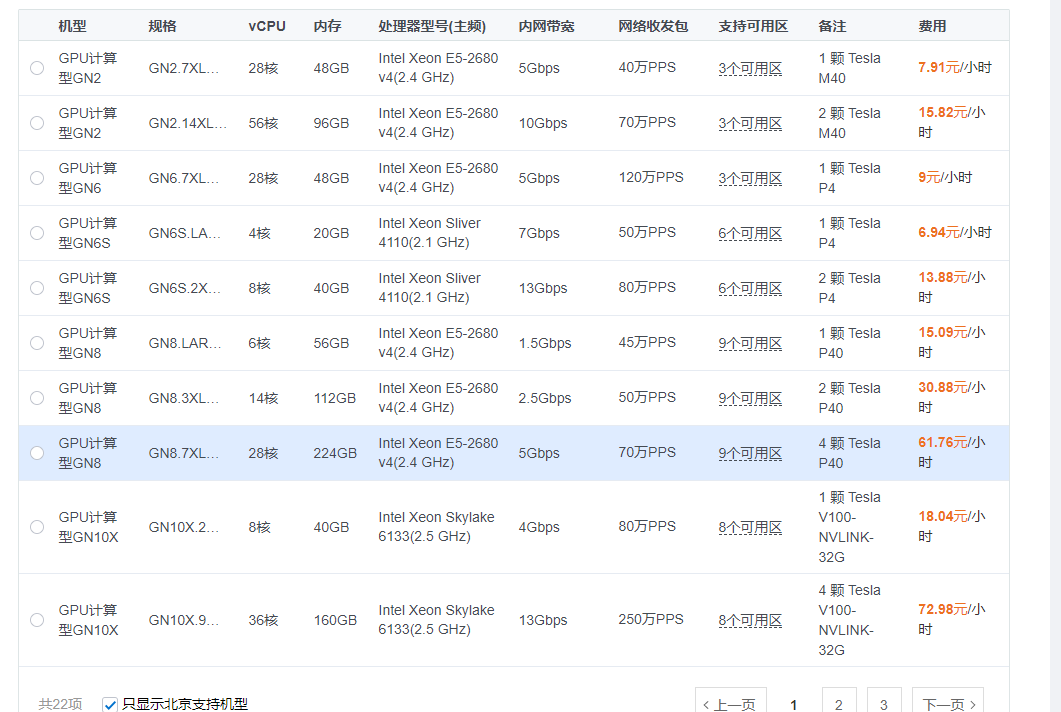 机型 规格 vCPU 内存 处理器型号(主频) 内网带宽 网络收发包 支持可用区 备注 费用
GPU计算型GN2 GN2.7XL... 28核 48GB Intel Xeon E5-2680 v4(2.4 GHz) 5Gbps 40万PPS 3个可用区 1 颗 Tesla M40 7.91元/小时
GPU计算型GN2 GN2.14XL... 56核 96GB Intel Xeon E5-2680 v4(2.4 GHz) 10Gbps 70万PPS 3个可用区 2 颗 Tesla M40 15.82元/小时
GPU计算型GN6 GN6.7XL... 28核 48GB Intel Xeon E5-2680 v4(2.4 GHz) 5Gbps 120万PPS 3个可用区 1 颗 Tesla P4 9元/小时
GPU计算型GN6S GN6S.LA... 4核 20GB Intel Xeon Sliver 4110(2.1 GHz) 7Gbps 50万PPS 6个可用区 1 颗 Tesla P4 6.94元/小时
GPU计算型GN6S GN6S.2X... 8核 40GB Intel Xeon Sliver 4110(2.1 GHz) 13Gbps 80万PPS 6个可用区 2 颗 Tesla P4 13.88元/小时
GPU计算型GN8 GN8.LAR... 6核 56GB Intel Xeon E5-2680 v4(2.4 GHz) 1.5Gbps 45万PPS 9个可用区 1 颗 Tesla P40 15.09元/小时
GPU计算型GN8 GN8.3XL... 14核 112GB Intel Xeon E5-2680 v4(2.4 GHz) 2.5Gbps 50万PPS 9个可用区 2 颗 Tesla P40 30.88元/小时
GPU计算型GN8 GN8.7XL... 28核 224GB Intel Xeon E5-2680 v4(2.4 GHz) 5Gbps 70万PPS 9个可用区 4 颗 Tesla P40 61.76元/小时
GPU计算型GN10X GN10X.2... 8核 40GB Intel Xeon Skylake 6133(2.5 GHz) 4Gbps 80万PPS 8个可用区 1 颗 Tesla V100-NVLINK-32G 18.04元/小时
GPU计算型GN10X GN10X.9... 36核 160GB Intel Xeon Skylake 6133(2.5 GHz) 13Gbps 250万PPS 8个可用区 4 颗 Tesla V100-NVLINK-32G 72.98元/小时
共22项 只显示北京支持机型 上一页 1 2 3 下一页